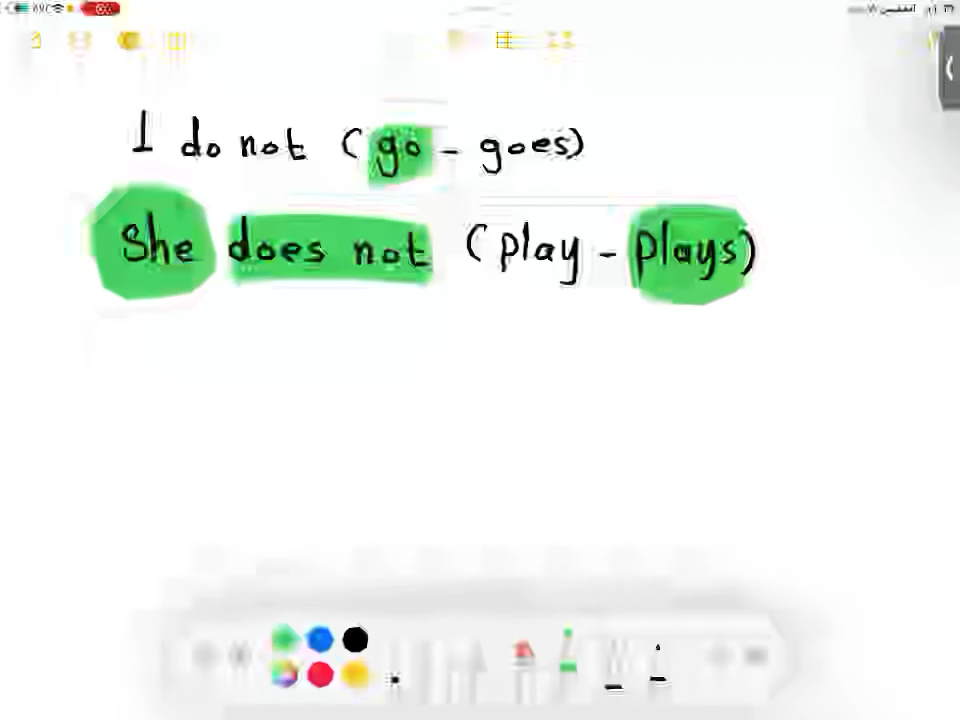 I do not (go - goes)
She does not (play - plays)